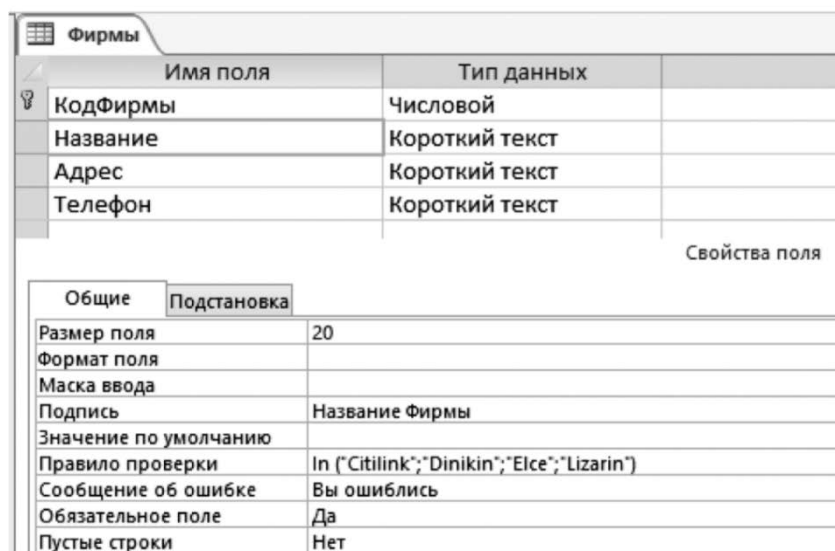 Фирмы
Имя поля Тип данных
КодФирмы Числовой
Название Короткий текст
Адрес Короткий текст
Телефон Короткий текст
Свойства поля
Общие Подстановка
Размер поля 20
Формат поля
Маска ввода
Подпись Название Фирмы
Значение по умолчанию
Правило проверки In ("Citilink";"Dinikin";"Elce";"Lizarin")
Сообщение об ошибке Вы ошиблись
Обязательное поле Да
Пустые строки Нет